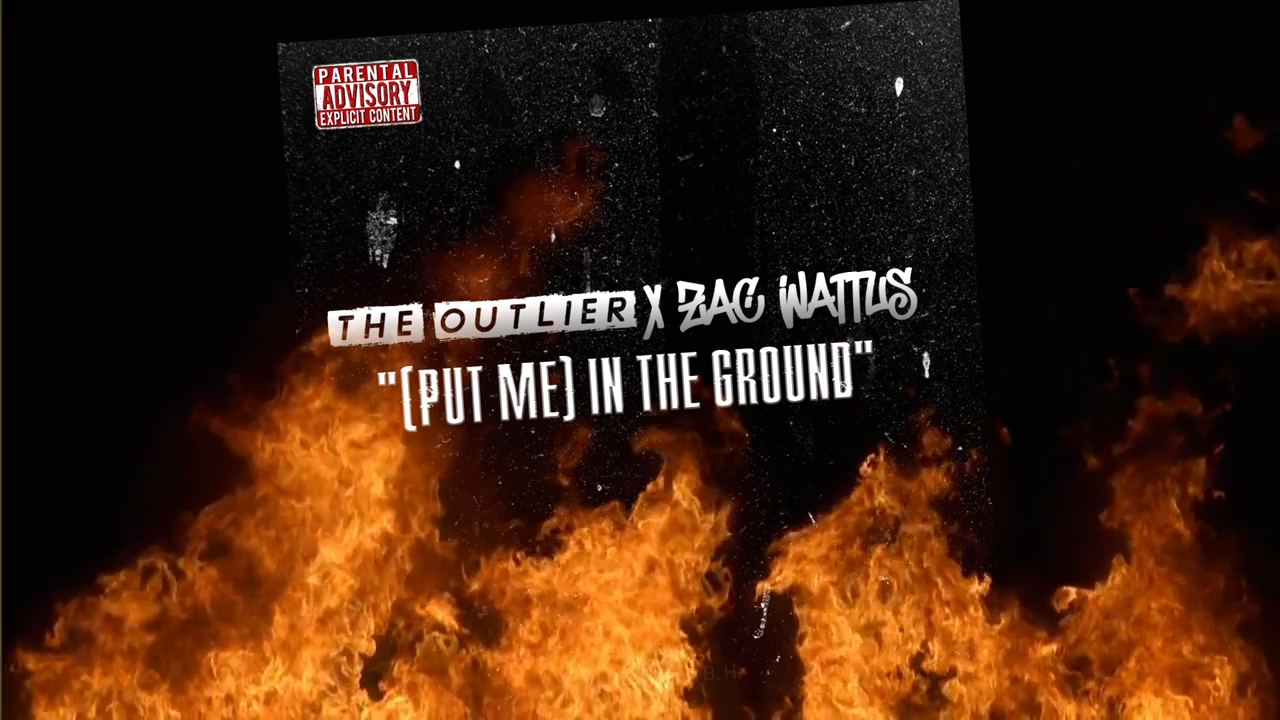 PARENTAL
ADVISORY
EXPLICIT CONTENT
THE OUTLIER X ZAC WATTUS
"(PUT ME) IN THE GROUND"